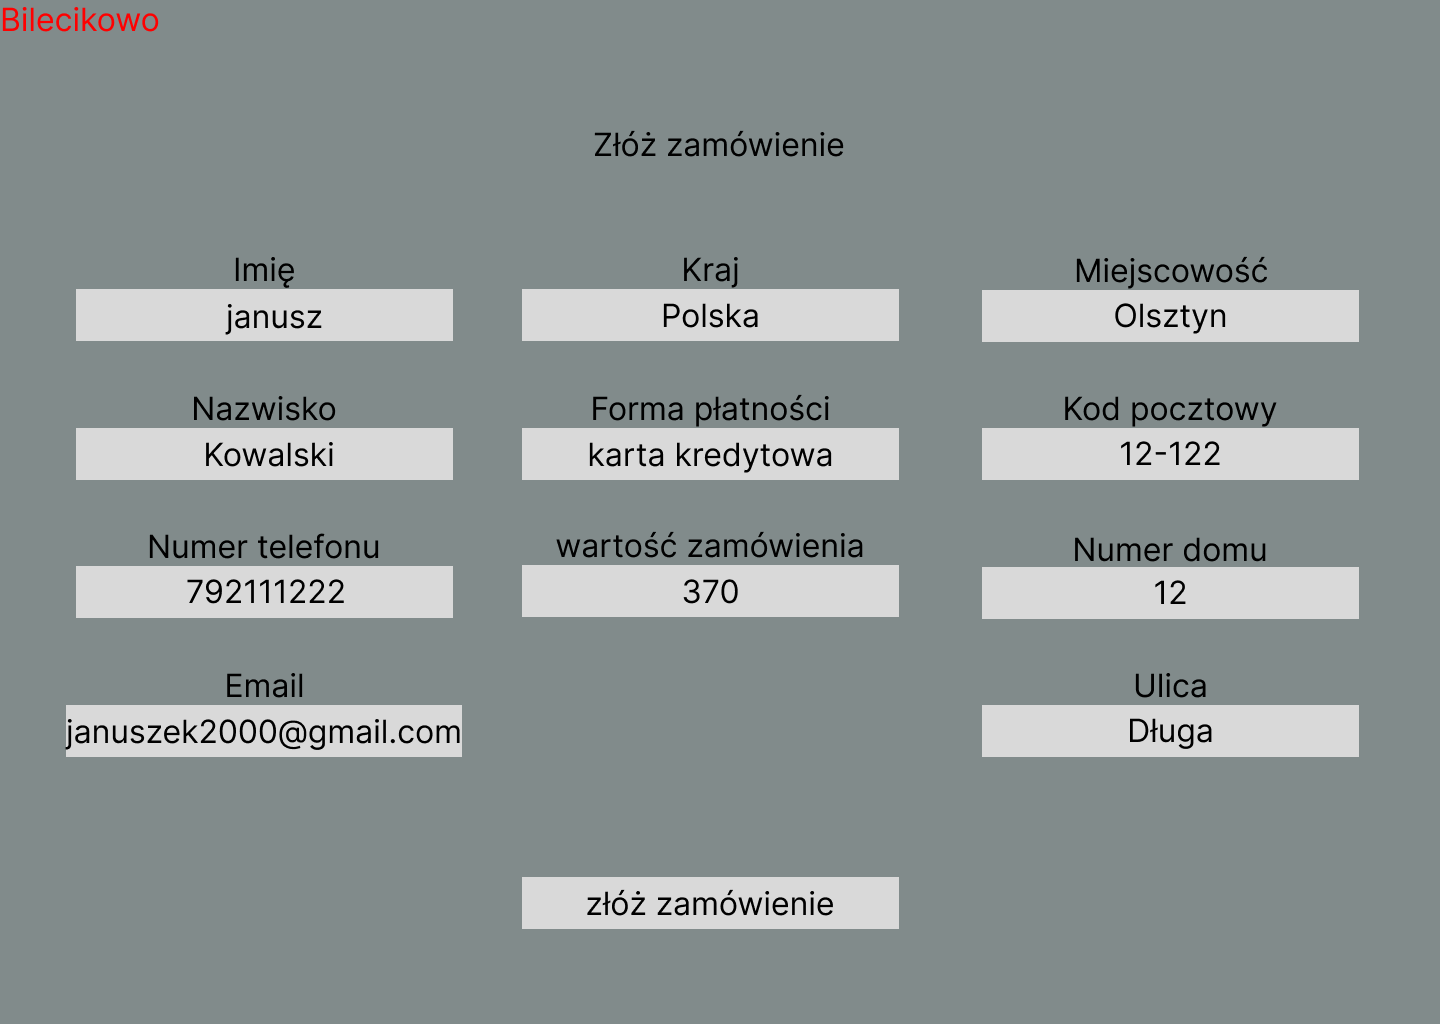 Bilecikowo
Złóż zamówienie
Imię
janusz
Kraj
Polska
Miejscowość
Olsztyn
Nazwisko
Kowalski
Forma płatności
karta kredytowa
Kod pocztowy
12-122
Numer telefonu
792111222
wartość zamówienia
370
Numer domu
12
Email
januszek2000@gmail.com
Ulica
Długa
złóż zamówienie